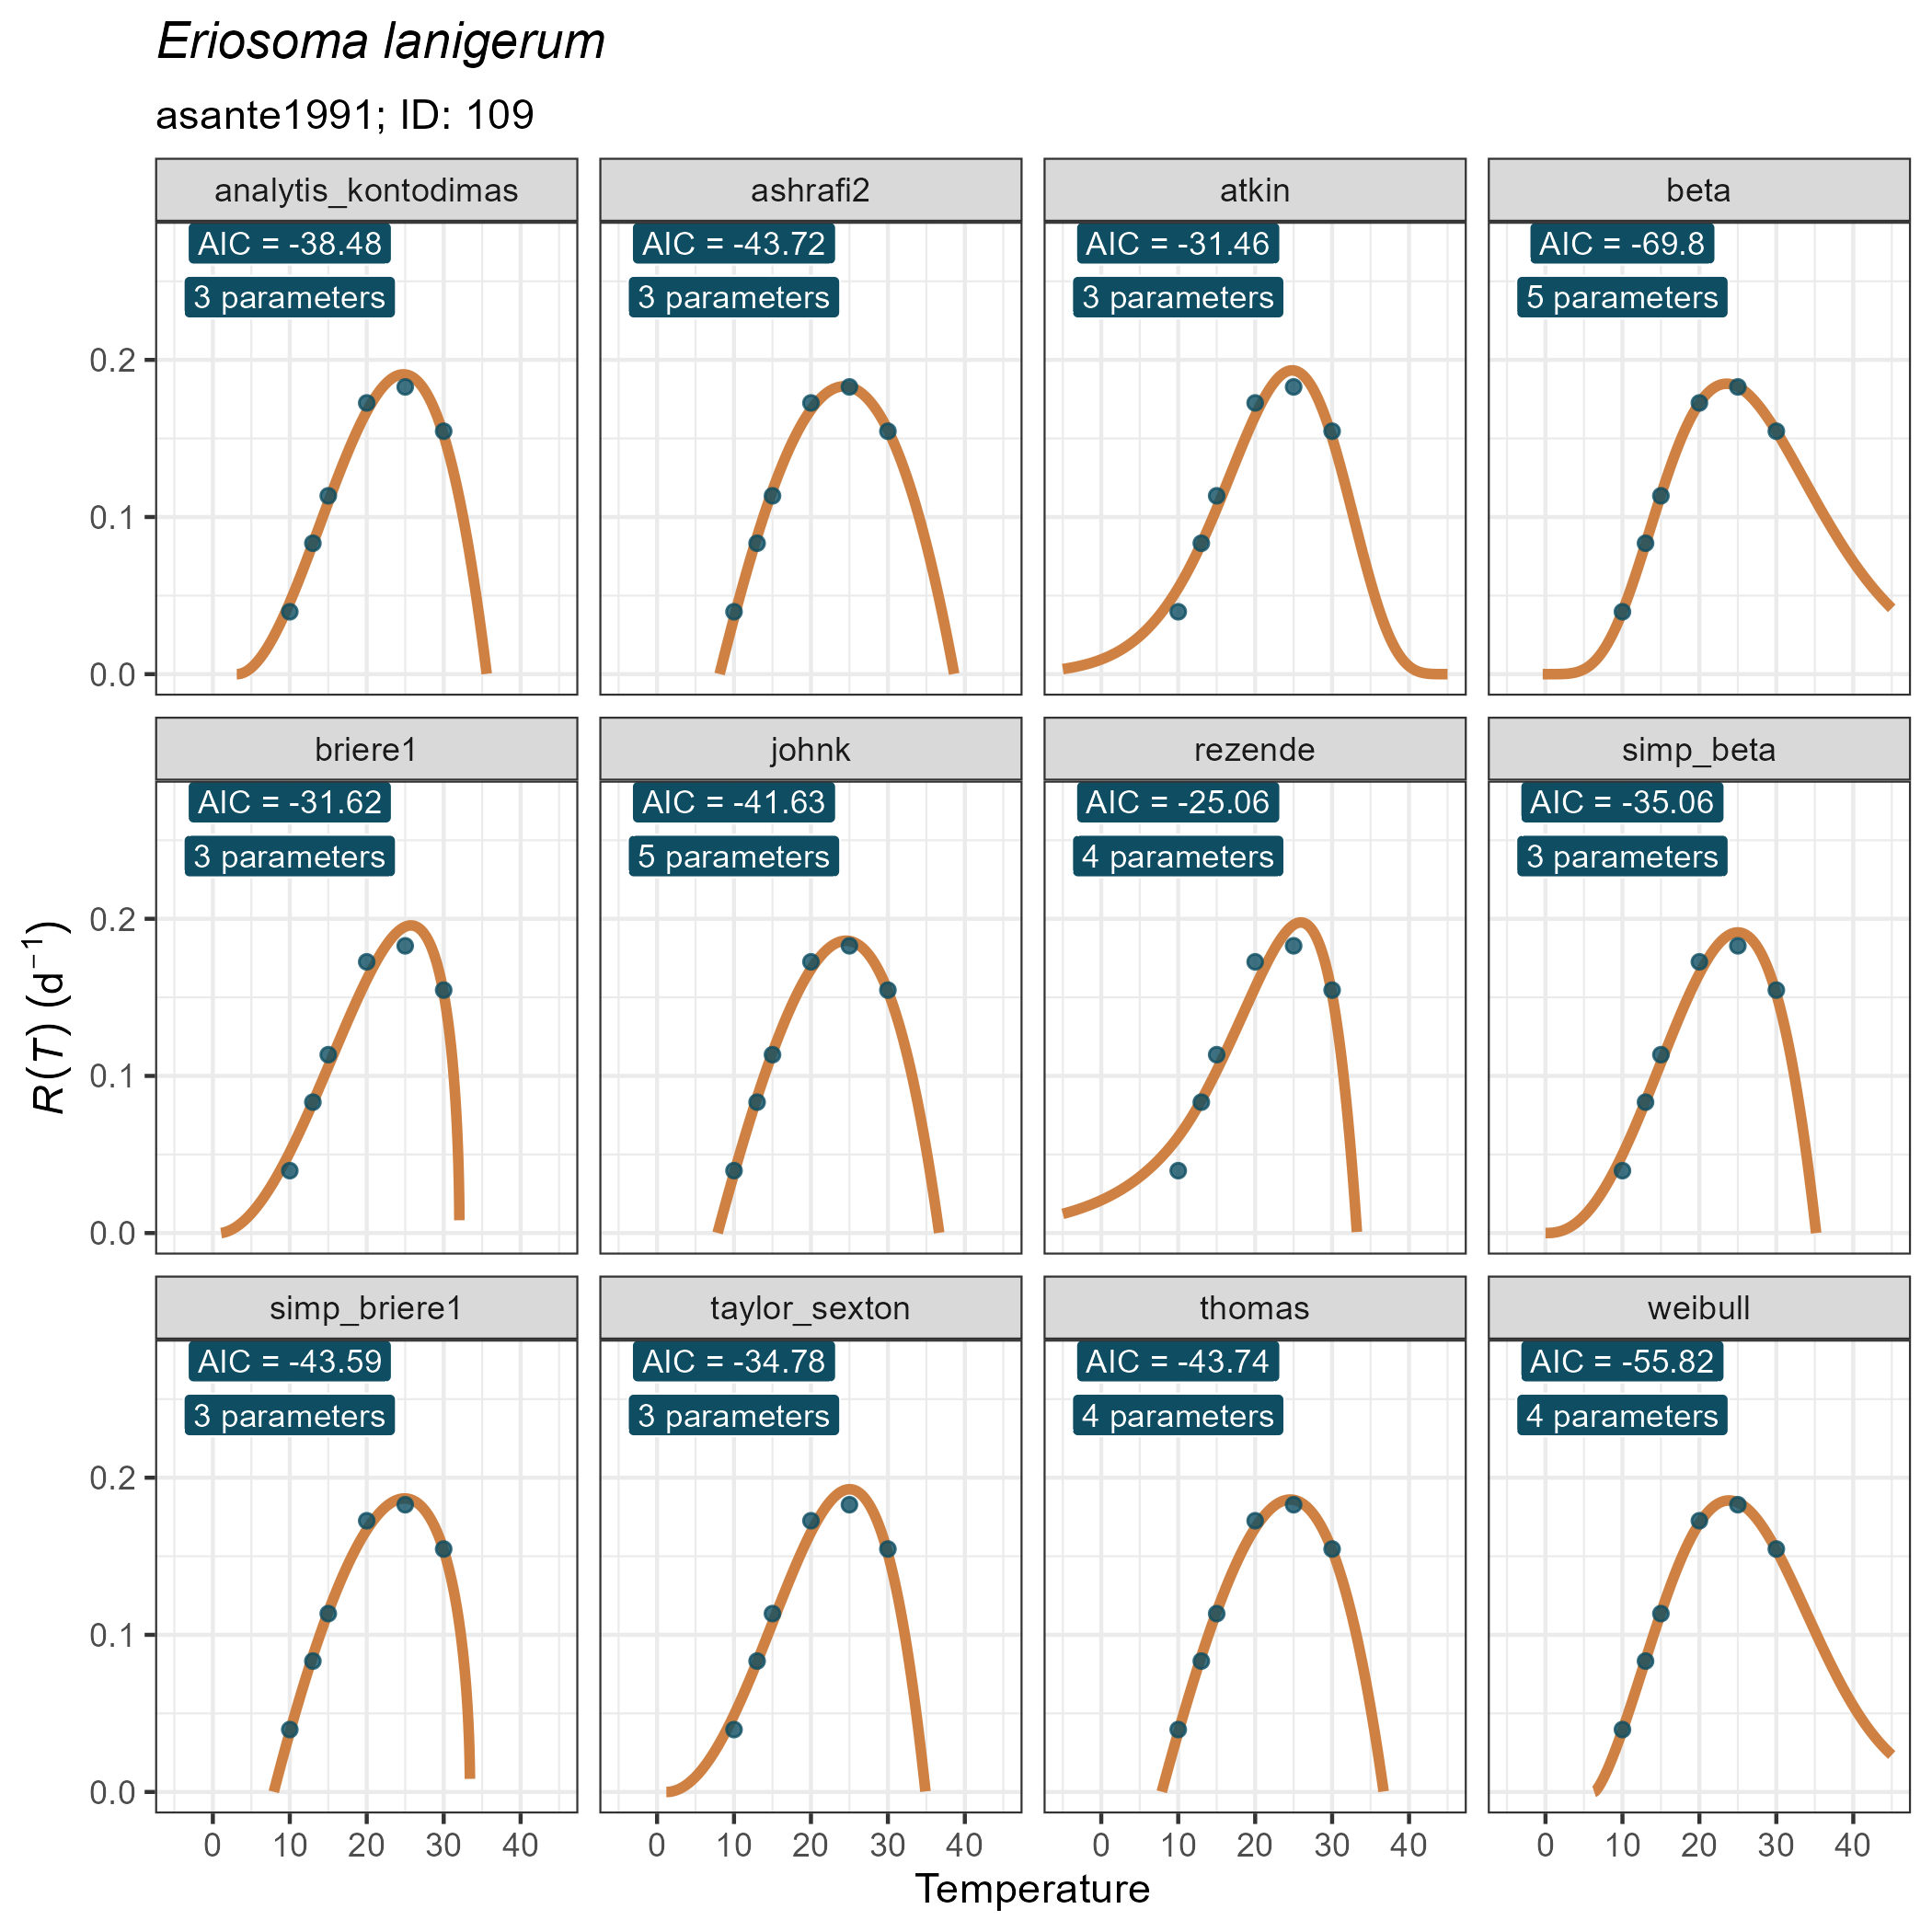 Eriosoma lanigerum
asante1991; ID: 109
analytis_kontodimas
AIC = -38.48
3 parameters
ashrafi2
AIC = -43.72
3 parameters
atkin
AIC = -31.46
3 parameters
beta
AIC = -69.8
5 parameters
0.2
0.1
0.0
briere1
AIC = -31.62
3 parameters
johnk
AIC = -41.63
5 parameters
rezende
AIC = -25.06
4 parameters
simp_beta
AIC = -35.06
3 parameters
0.2
0.1
0.0
R(T) (d⁻¹)
simp_briere1
AIC = -43.59
3 parameters
taylor_sexton
AIC = -34.78
3 parameters
thomas
AIC = -43.74
4 parameters
weibull
AIC = -55.82
4 parameters
0.2
0.1
0.0
0 10 20 30 40
0 10 20 30 40
0 10 20 30 40
0 10 20 30 40
Temperature